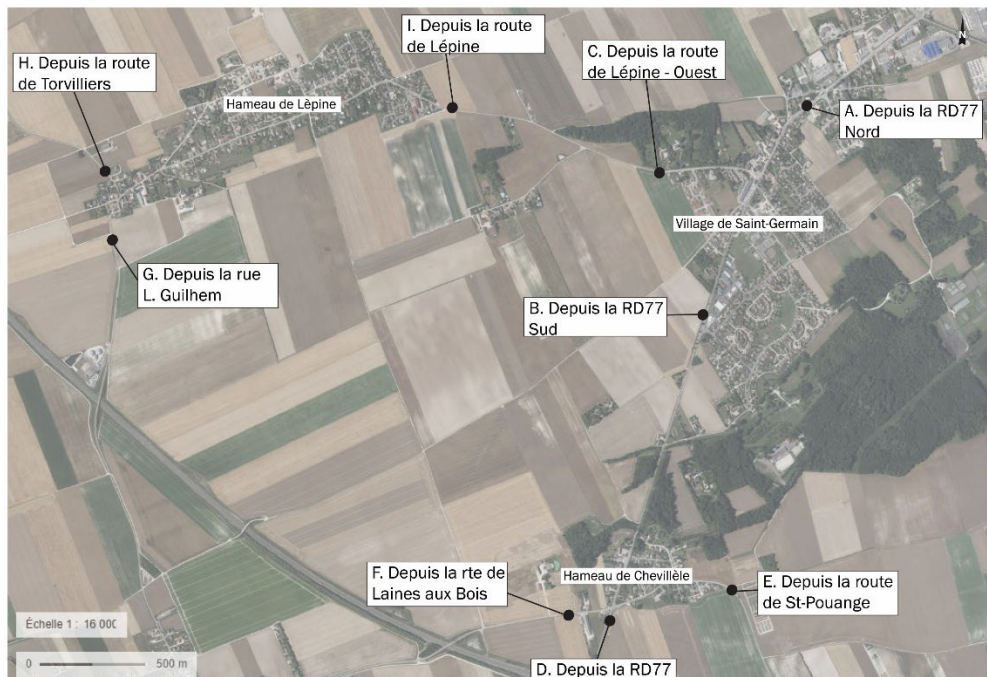 I. Depuis la route
de Lépine
C. Depuis la route
de Lépine - Ouest
N
H. Depuis la route
de Torvilliers
Hameau de Lèpine
A. Depuis la RD77
Nord
Village de Saint-Germain
G. Depuis la rue
L. Guilhem
B. Depuis la RD77
Sud
F. Depuis la rte de
Laines aux Bois
Hameau de Chevillèle
E. Depuis la route
de St-Pouange
Échelle 1 : 16 000
0 500 m
D. Depuis la RD77